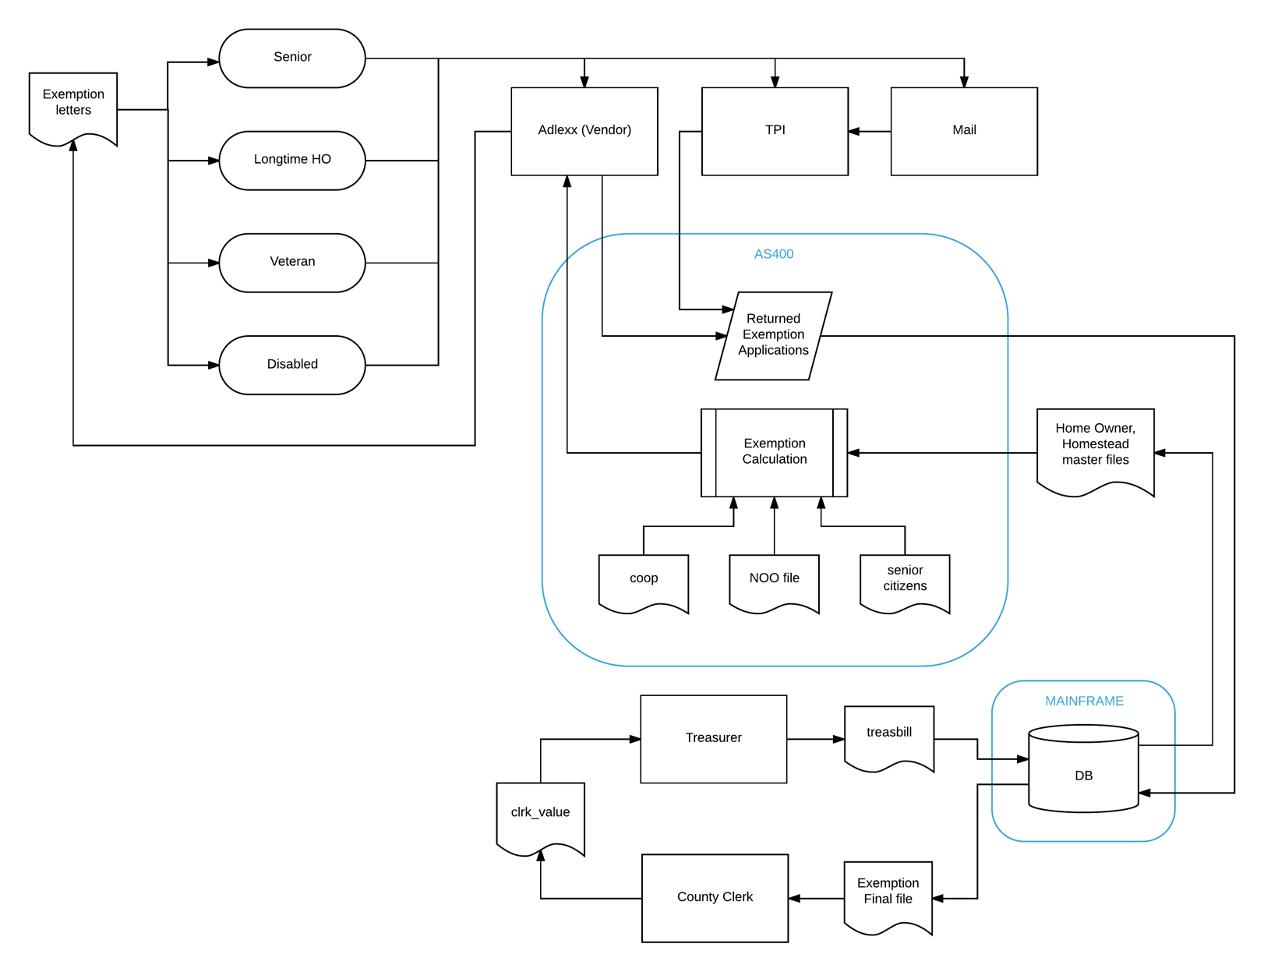 Senior
Exemption
letters
Adlexx (Vendor)
TPI
Mail
Longtime HO
Veteran
AS400
Returned
Exemption
Applications
Disabled
Exemption
Calculation
Home Owner,
Homestead
master files
coop
NOO file
senior
citizens
MAINFRAME
Treasurer
treasbill
DB
clrk_value
County Clerk
Exemption
Final file